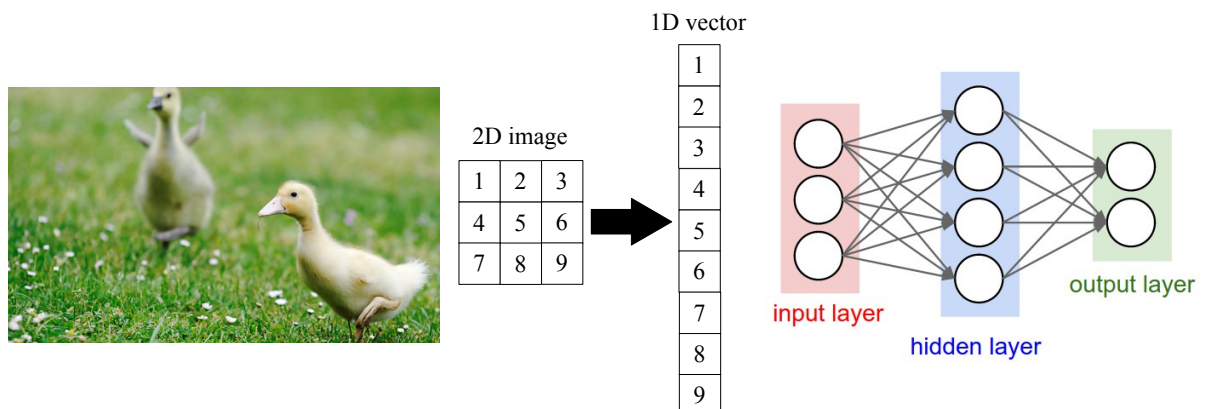 1D vector
1
2
3
4
5
6
7
8
9
2D image
1 2 3
4 5 6
7 8 9
input layer
hidden layer
output layer